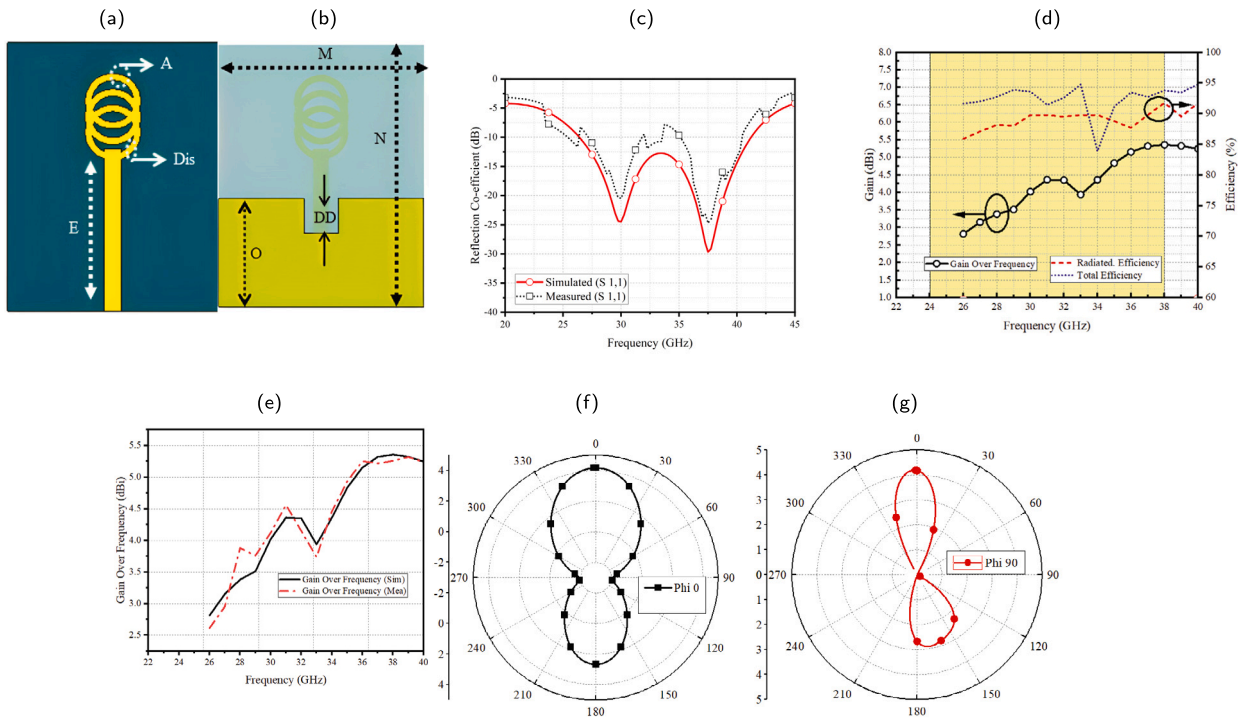 (a)
(b)
(c)
(d)
A
Dis
E
M
N
DD
O
Reflection Co-efficient (dB)
0
-5
-10
-15
-20
-25
-30
-35
-40
Simulated (S 1,1)
Measured (S 1,1)
20 25 30 35 40 45
Frequency (GHz)
Gain (dBi)
8.0
7.5
7.0
6.5
6.0
5.5
5.0
4.5
4.0
3.5
3.0
2.5
2.0
1.5
1.0
Gain Over Frequency
Radiated. Efficiency
Total Efficiency
100
95
90
85
80
75
70
65
60
Efficiency (%)
22 24 26 28 30 32 34 36 38 40
Frequency (GHz)
(e)
(f)
(g)
Gain Over Frequency (dBi)
5.5
5.0
4.5
4.0
3.5
3.0
2.5
Gain Over Frequency (Sim)
Gain Over Frequency (Mea)
22 24 26 28 30 32 34 36 38 40
Frequency (GHz)
4
2
0
2
0
2
4
0
330
30
300
60
270
90
240
120
210
150
180
Phi 0
5
4
3
2
1
0
1
2
3
4
5
0
330
30
300
60
270
90
240
120
210
150
180
Phi 90